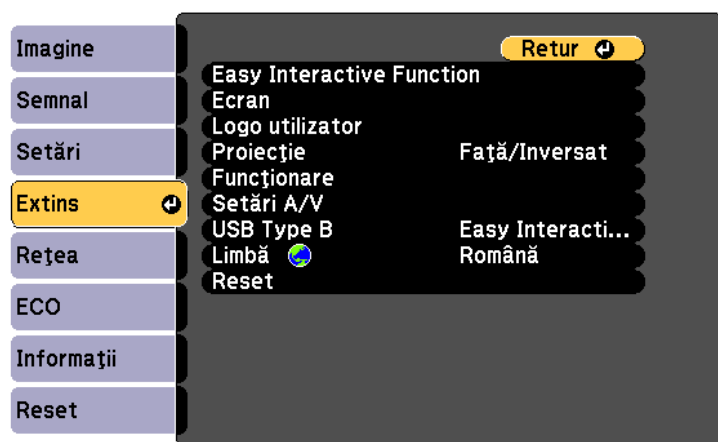 Imagine
Semnal
Setări
Extins
Reţea
ECO
Informaţii
Reset
Retur
Easy Interactive Function
Ecran
Logo utilizator
Proiecţie Faţă/Inversat
Funcţionare
Setări A/V
USB Type B Easy Interacti...
Limbă Română
Reset